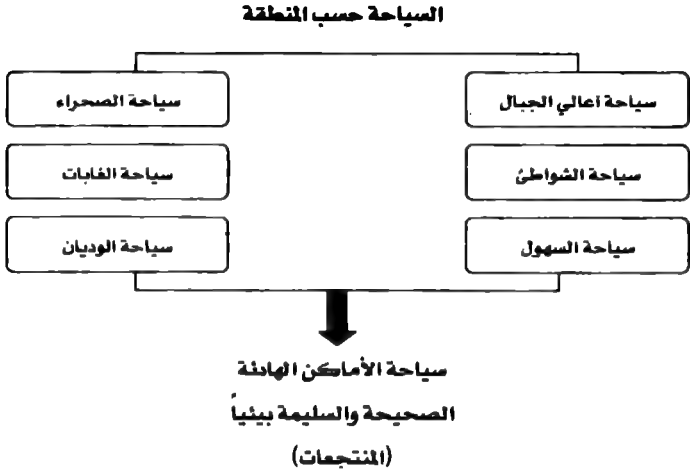 السياحة حسب المنطقة
سياحة أعالي الجبال
سياحة الصحراء
سياحة الشواطئ
سياحة الغابات
سياحة السهول
سياحة الوديان
سياحة الأماكن الهادئة
الصحيحة والسليمة بيئياً
(المنتجعات)